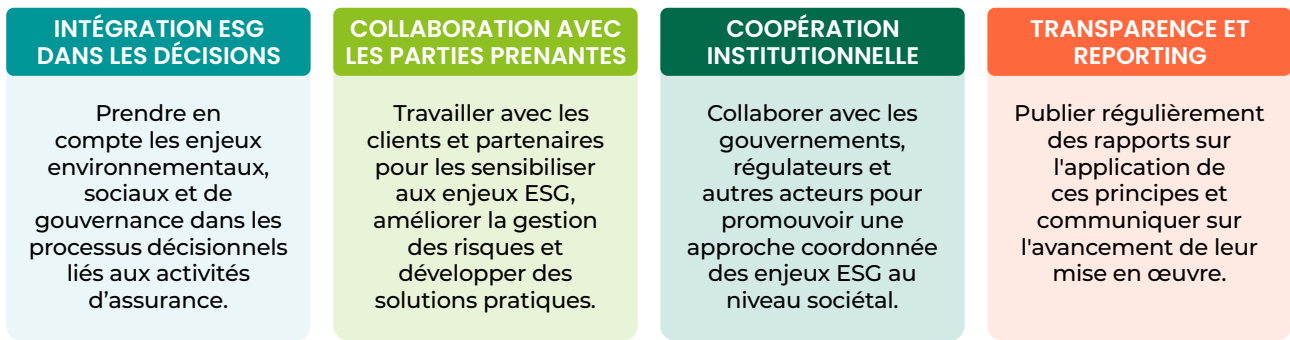 INTÉGRATION ESG
DANS LES DÉCISIONS
Prendre en
compte les enjeux
environnementaux,
sociaux et de
gouvernance dans les
processus décisionnels
liés aux activités
d’assurance.
COLLABORATION AVEC
LES PARTIES PRENANTES
Travailler avec les
clients et partenaires
pour les sensibiliser
aux enjeux ESG,
améliorer la gestion
des risques et
développer des
solutions pratiques.
COOPÉRATION
INSTITUTIONNELLE
Collaborer avec les
gouvernements,
régulateurs et
autres acteurs pour
promouvoir une
approche coordonnée
des enjeux ESG au
niveau sociétal.
TRANSPARENCE ET
REPORTING
Publier régulièrement
des rapports sur
l'application de
ces principes et
communiquer sur
l'avancement de leur
mise en œuvre.